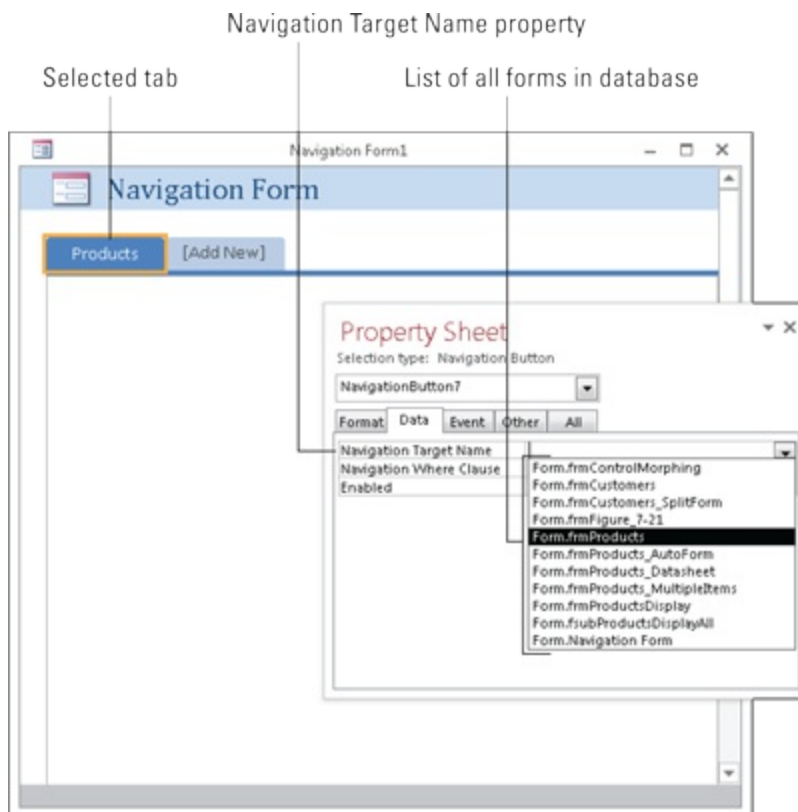 Navigation Target Name property
Selected tab
List of all forms in database
Navigation Form1
Navigation Form
Products
[Add New]
Property Sheet
Selection type: Navigation Button
NavigationButton7
Format Data Event Other All
Navigation Target Name
Navigation Where Clause
Enabled
Form.frmControlMorphing
Form.frmCustomers
Form.frmCustomers_SplitForm
Form.frmFigure_7-21
Form.frmProducts
Form.frmProducts_AutoForm
Form.frmProducts_Datasheet
Form.frmProducts_MultipleItems
Form.frmProductsDisplay
Form.fsubProductsDisplayAll
Form.Navigation Form